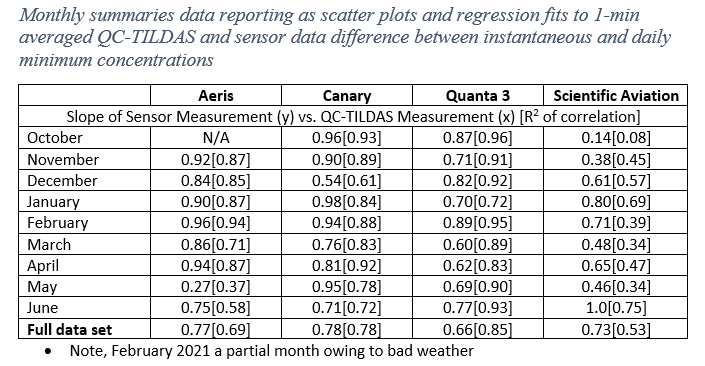 Monthly summaries data reporting as scatter plots and regression fits to 1-min
averaged QC-TILDAS and sensor data difference between instantaneous and daily
minimum concentrations
Aeris Canary Quanta 3 Scientific Aviation
Slope of Sensor Measurement (y) vs. QC-TILDAS Measurement (x) [R² of correlation]
October N/A 0.96[0.93] 0.87[0.96] 0.14[0.08]
November 0.92[0.87] 0.90[0.89] 0.71[0.91] 0.38[0.45]
December 0.84[0.85] 0.54[0.61] 0.82[0.92] 0.61[0.57]
January 0.90[0.87] 0.98[0.84] 0.70[0.72] 0.80[0.69]
February 0.96[0.94] 0.94[0.88] 0.89[0.95] 0.71[0.39]
March 0.86[0.71] 0.76[0.83] 0.60[0.89] 0.48[0.34]
April 0.94[0.87] 0.81[0.92] 0.62[0.83] 0.65[0.47]
May 0.27[0.37] 0.95[0.78] 0.69[0.90] 0.46[0.34]
June 0.75[0.58] 0.71[0.72] 0.77[0.93] 1.0[0.75]
Full data set 0.77[0.69] 0.78[0.78] 0.66[0.85] 0.73[0.53]
• Note, February 2021 a partial month owing to bad weather